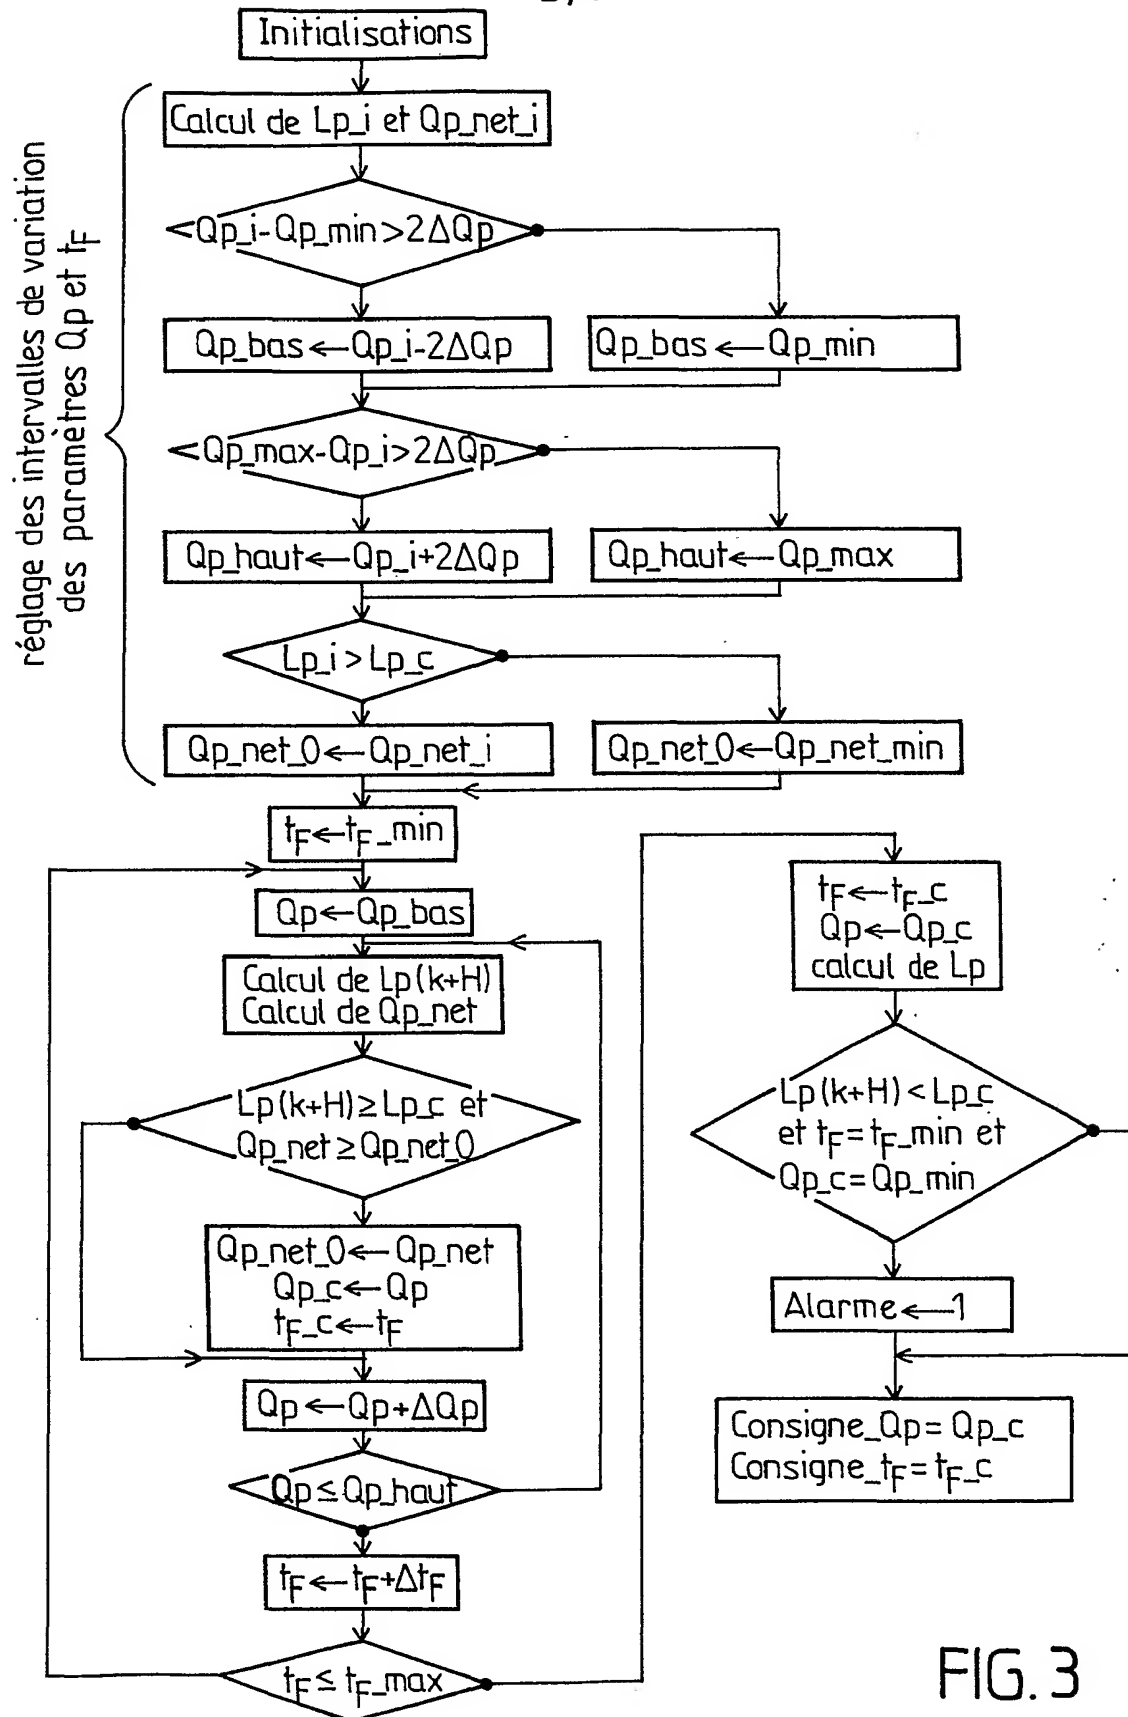 Initialisations
Calcul de Lp_i et Qp_net_i
<Qp_i-Qp_min>2ΔQp
Qp_bas←Qp_i-2ΔQp
Qp_bas←Qp_min
<Qp_max-Qp_i>2ΔQp
Qp_haut←Qp_i+2ΔQp
Qp_haut←Qp_max
Lp_i>Lp_c
Qp_net_0←Qp_net_i
Qp_net_0←Qp_net_min
réglage des intervalles de variation
des paramètres Qp et tF
tF←tF_min
Qp←Qp_bas
Calcul de Lp(k+H)
Calcul de Qp_net
Lp(k+H)≥Lp_c et
Qp_net≥Qp_net_0
Qp_net_0←Qp_net
Qp_c←Qp
tF_c←tF
Qp←Qp+ΔQp
Qp≤Qp_haut
tF←tF+ΔtF
tF≤tF_max
tF←tF_c
Qp←Qp_c
calcul de Lp
Lp(k+H)<Lp_c
et tF=tF_min et
Qp_c=Qp_min
Alarme←1
Consigne_Qp=Qp_c
Consigne_tF=tF_c
FIG.3